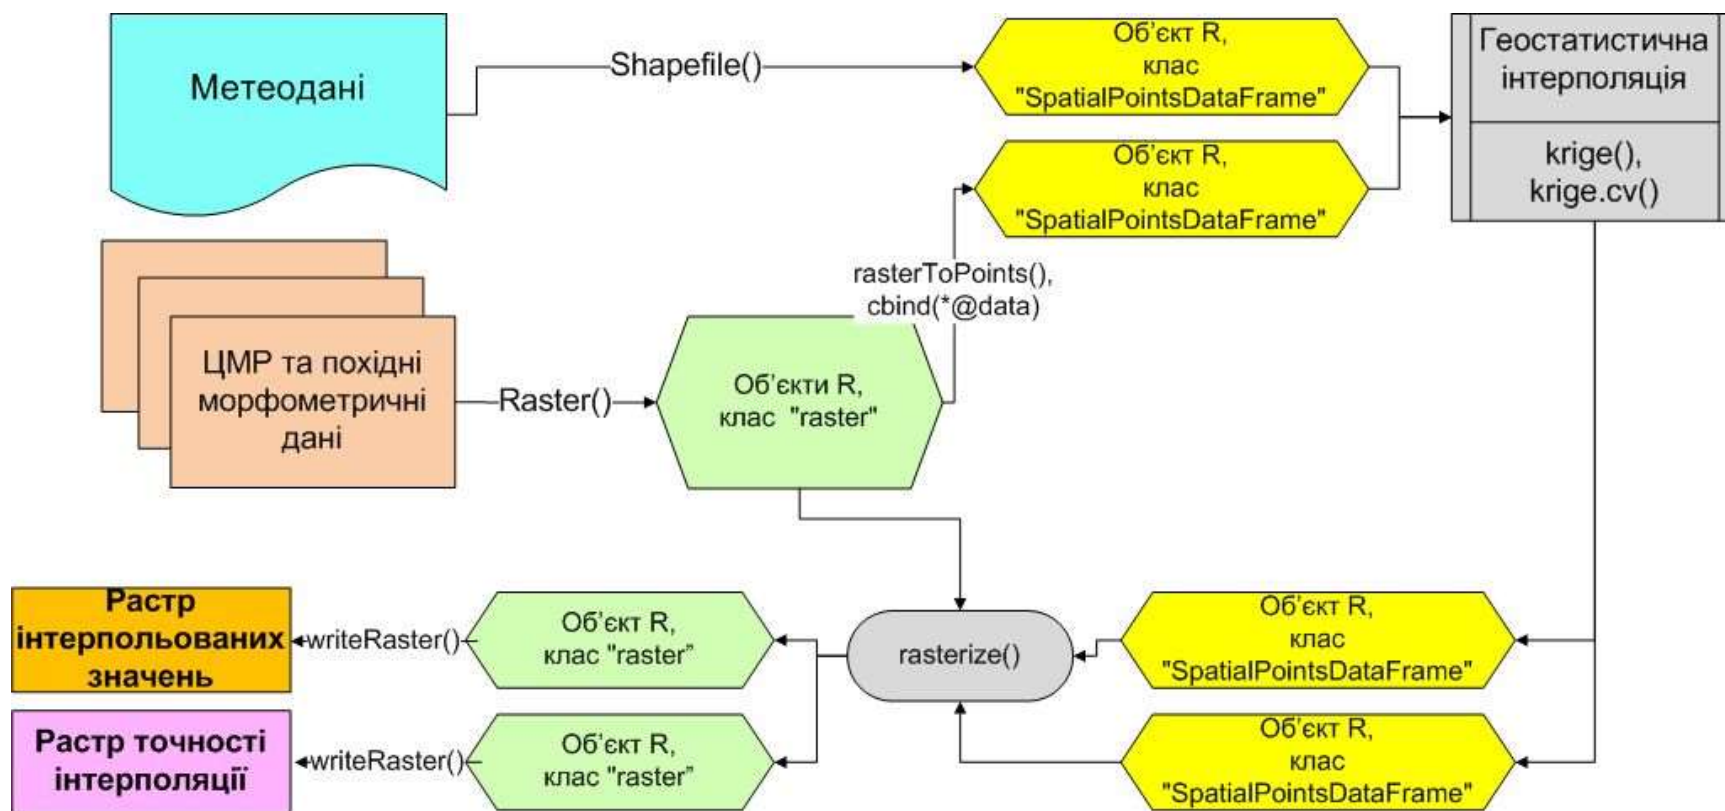 Метеодані
Shapefile()
Об’єкт R,
клас
"SpatialPointsDataFrame"
Геостатистична
інтерполяція
krige(),
krige.cv()
Об’єкт R,
клас
"SpatialPointsDataFrame"
rasterToPoints(),
cbind(*@data)
ЦМР та похідні
морфометричні
дані
Raster()
Об’єкти R,
клас "raster"
Растр
інтерпольованих
значень
writeRaster()
Об’єкт R,
клас "raster”
rasterize()
Об’єкт R,
клас
"SpatialPointsDataFrame"
Растр точності
інтерполяції
writeRaster()
Об’єкт R,
клас "raster”
Об’єкт R,
клас
"SpatialPointsDataFrame"